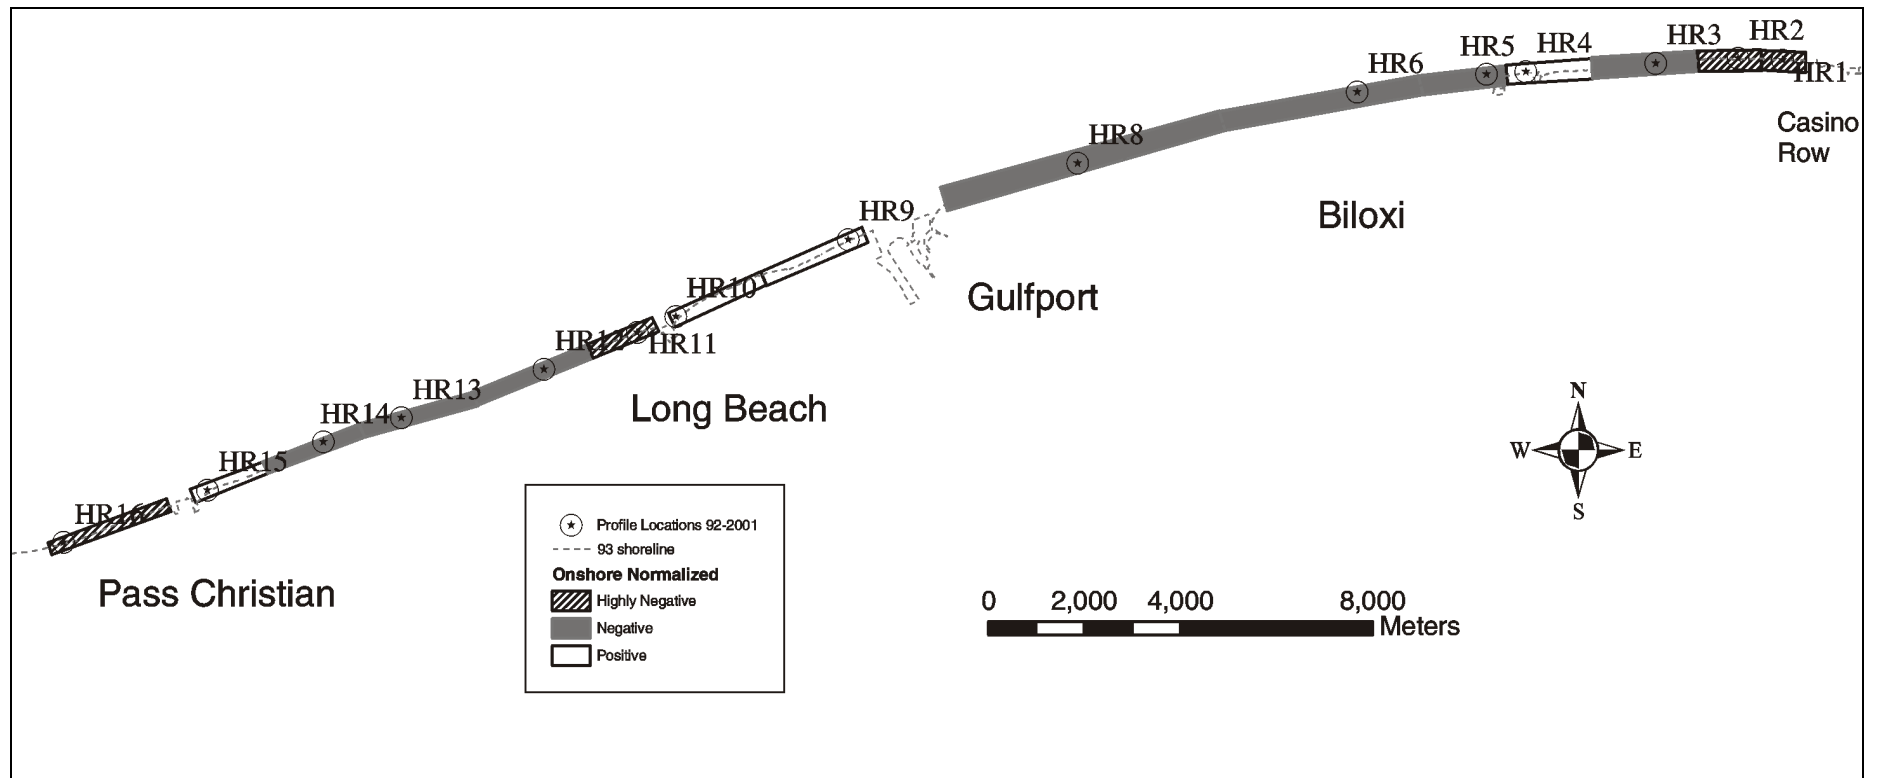 HR2
HR3
HR4
HR5
HR6
HR1
Casino
Row
HR8
Biloxi
HR9
Gulfport
HR10
HR11
HR12
HR13
Long Beach
HR14
HR15
HR16
Pass Christian
N
W E
S
Profile Locations 92-2001
93 shoreline
Onshore Normalized
Highly Negative
Negative
Positive
0 2,000 4,000 8,000
Meters